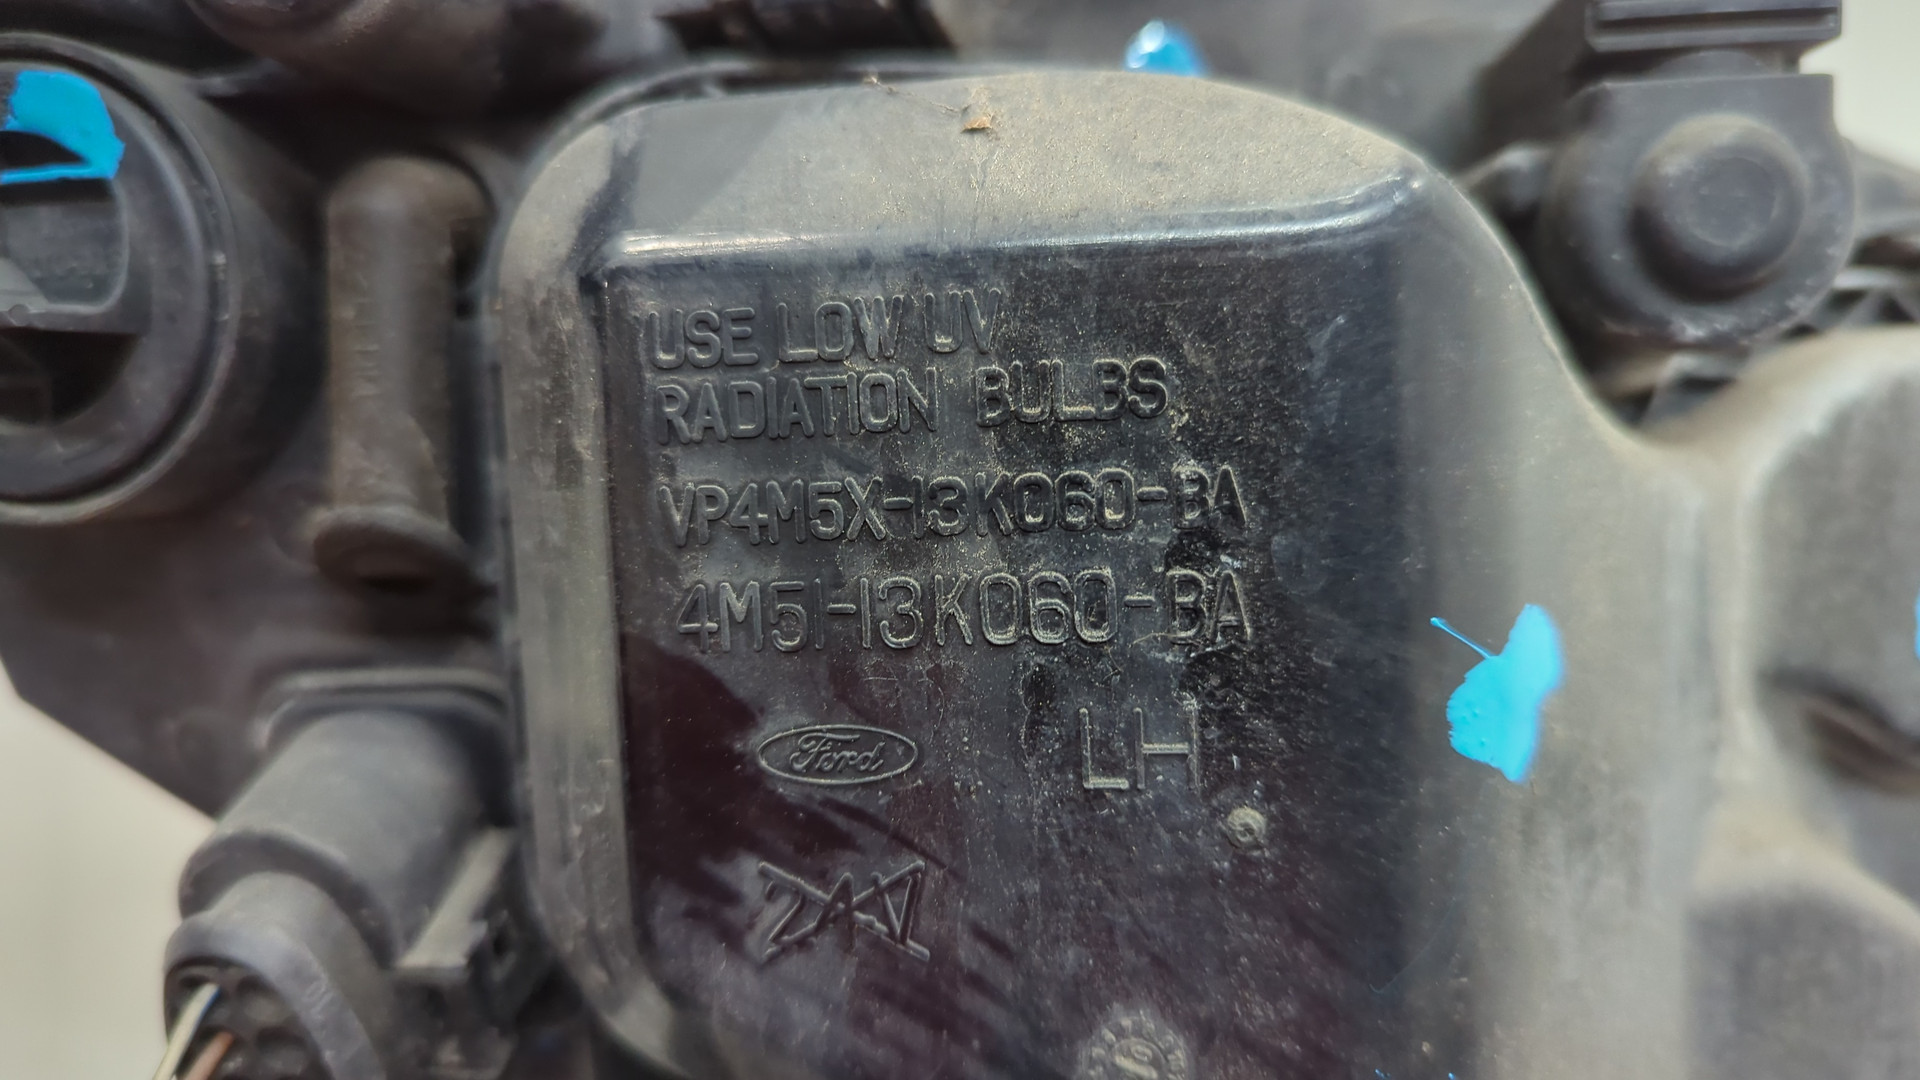 USE LOW UV
RADIATION BULBS
VP4M5X-13K060-BA
4M51-13K060-BA
Ford
LH